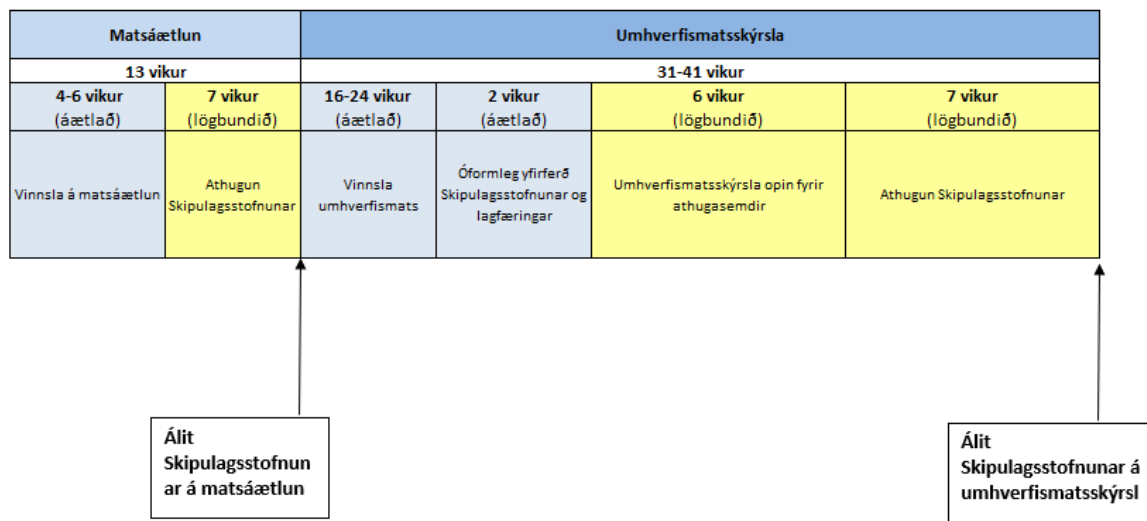 Matsáætlun
Umhverfismatsskýrsla
13 vikur
31-41 vikur
4-6 vikur
(áætlað)
7 vikur
(lögbundið)
16-24 vikur
(áætlað)
2 vikur
(áætlað)
6 vikur
(lögbundið)
7 vikur
(lögbundið)
Vinnsla á matsáætlun
Athugun
Skipulagsstofnunar
Vinnsla
umhverfismats
Óformleg yfirferð
Skipulagsstofnunar og
lagfæringar
Umhverfismatsskýrsla opin fyrir
athugasemdir
Athugun Skipulagsstofnunar
Álit
Skipulagsstofnun
ar á matsáætlun
Álit
Skipulagsstofnunar á
umhverfismatsskýrsl